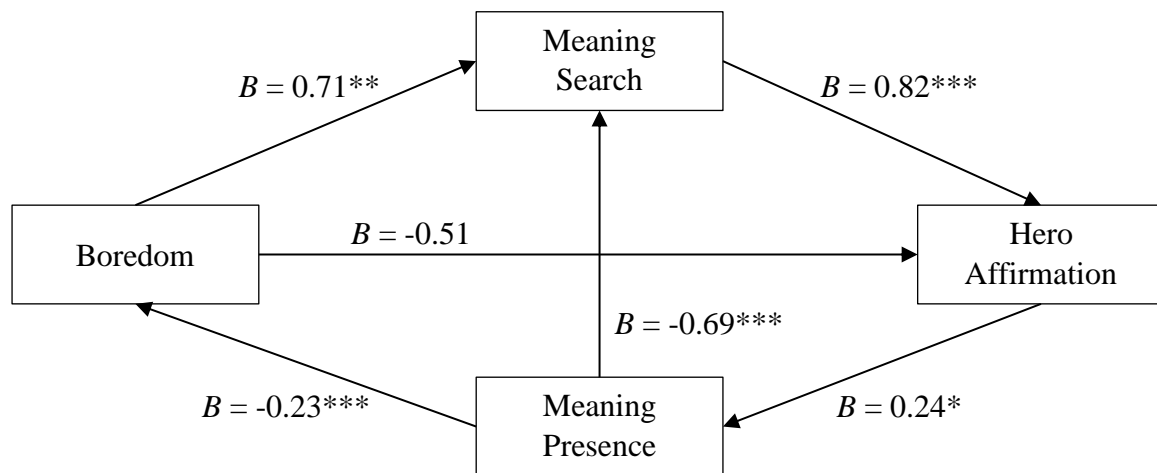 Meaning
Search
B = 0.71**
B = 0.82***
Boredom
B = -0.51
Hero
Affirmation
B = -0.69***
B = -0.23***
Meaning
Presence
B = 0.24*